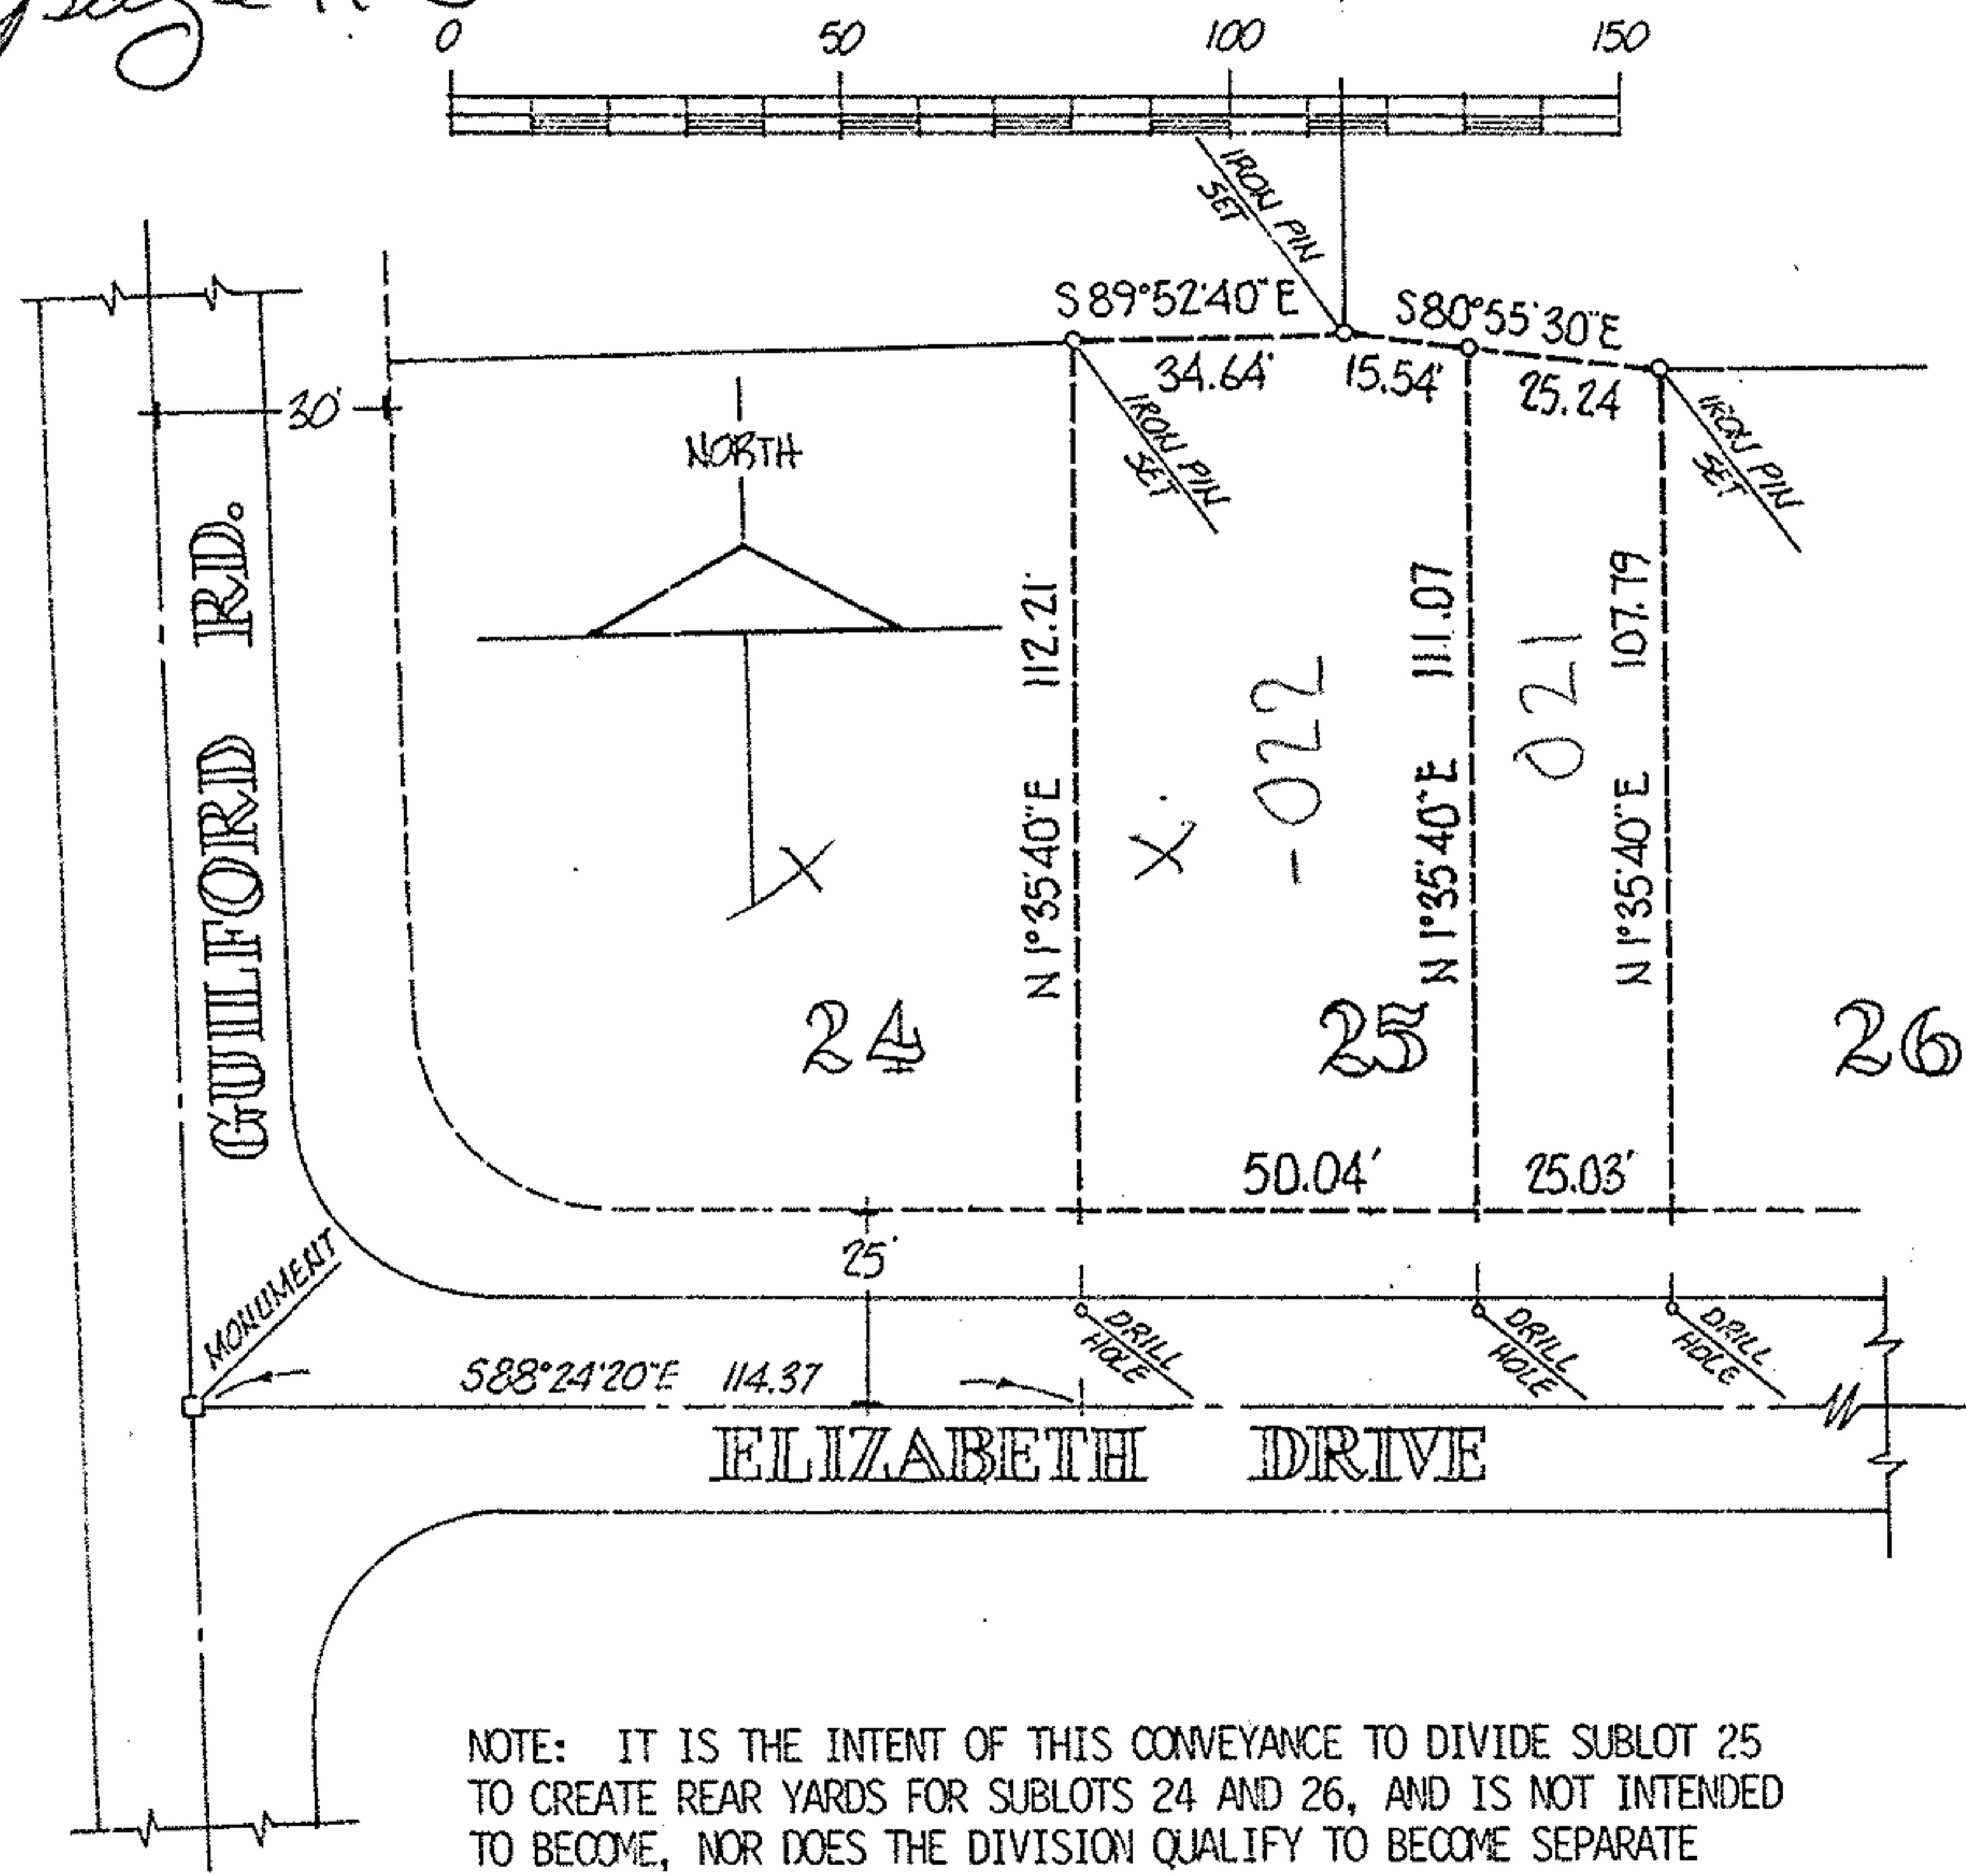 0 50 100 150
IRON PIN
SET
S 89°52'40" E
S 80°55'30" E
34.64'
15.54'
25.24
30'
IRON PIN
SET
IRON PIN
SET
NORTH
GUILFORD RD.
N 1°35'40" E 112.21'
X
X
-022
N 1°35'40" E 111.07
021
N 1°35'40" E 107.79
24
25
26
50.04'
25.03'
25'
MONUMENT
DRILL
HOLE
DRILL
HOLE
DRILL
HOLE
S88°24'20"E 114.37
ELIZABETH DRIVE
NOTE: IT IS THE INTENT OF THIS CONVEYANCE TO DIVIDE SUBLOT 25
TO CREATE REAR YARDS FOR SUBLOTS 24 AND 26, AND IS NOT INTENDED
TO BECOME, NOR DOES THE DIVISION QUALIFY TO BECOME SEPARATE